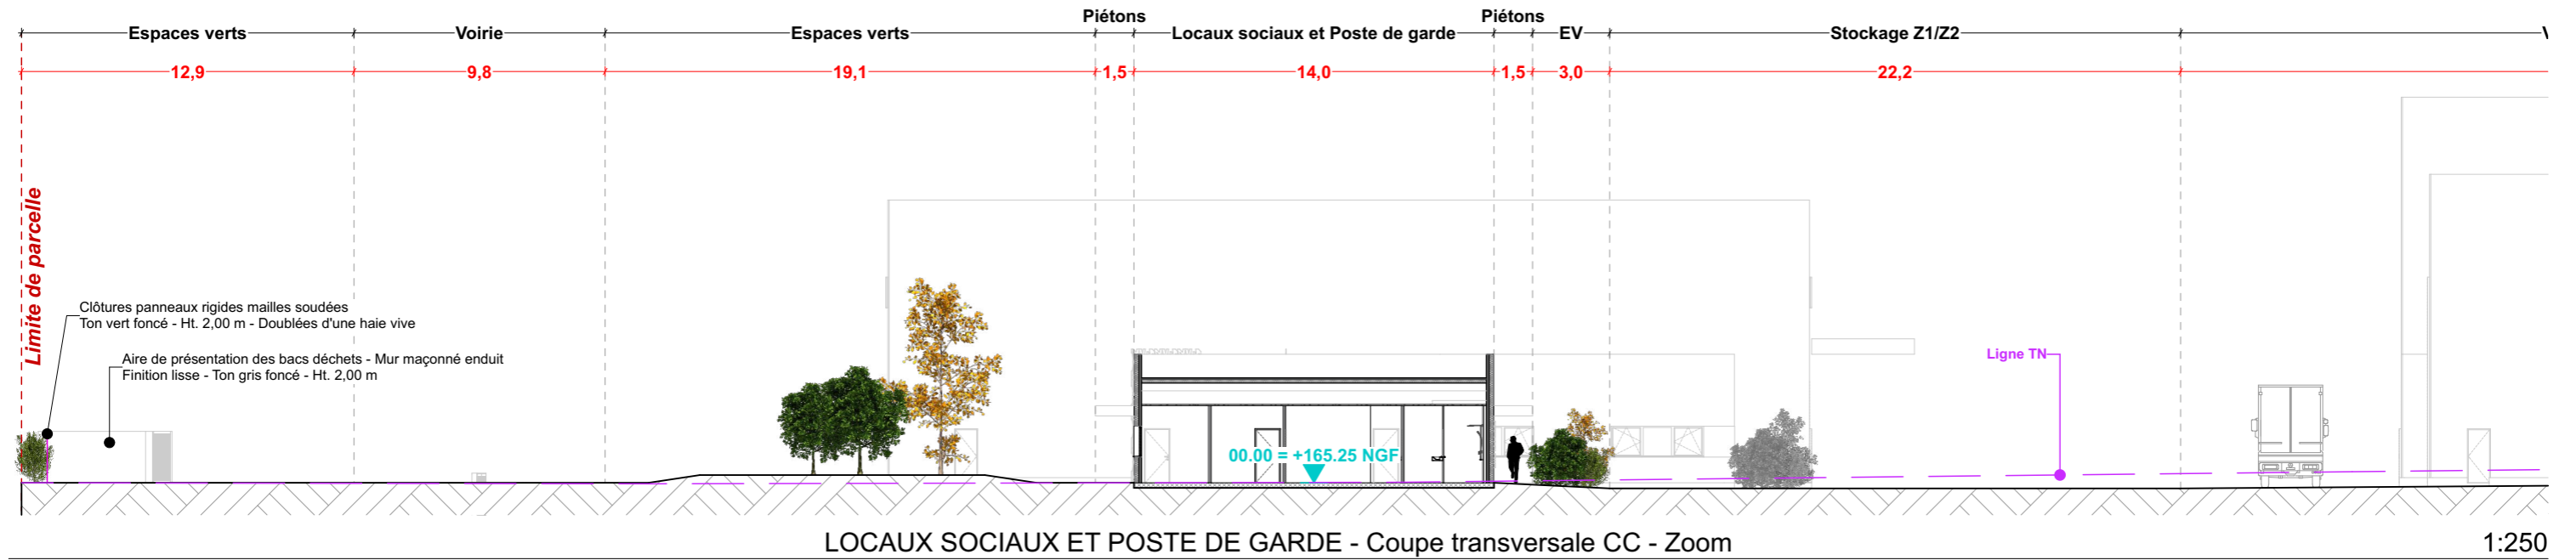 Piétons
Piétons
Espaces verts
Voirie
Espaces verts
Locaux sociaux et Poste de garde
EV
Stockage Z1/Z2
12,9
9,8
19,1
1,5
14,0
1,5
3,0
22,2
Limite de parcelle
Clôtures panneaux rigides mailles soudées
Ton vert foncé - Ht. 2,00 m - Doublées d'une haie vive
Aire de présentation des bacs déchets - Mur maçonné enduit
Finition lisse - Ton gris foncé - Ht. 2,00 m
Ligne TN
00.00 = +165.25 NGF
LOCAUX SOCIAUX ET POSTE DE GARDE - Coupe transversale CC - Zoom
1:250